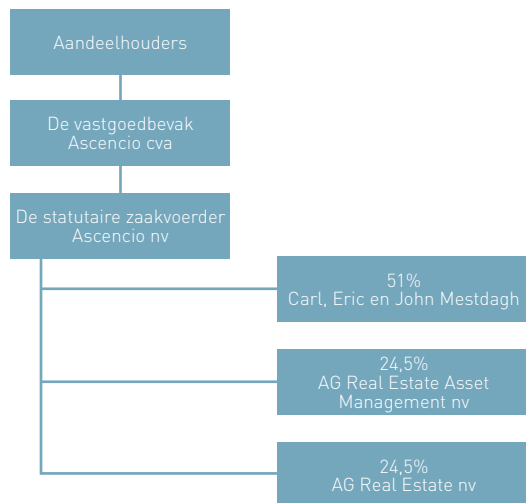 Aandeelhouders
De vastgoedbevak
Ascencio cva
De statutaire zaakvoerder
Ascencio nv
51%
Carl, Eric en John Mestdagh
24,5%
AG Real Estate Asset
Management nv
24,5%
AG Real Estate nv